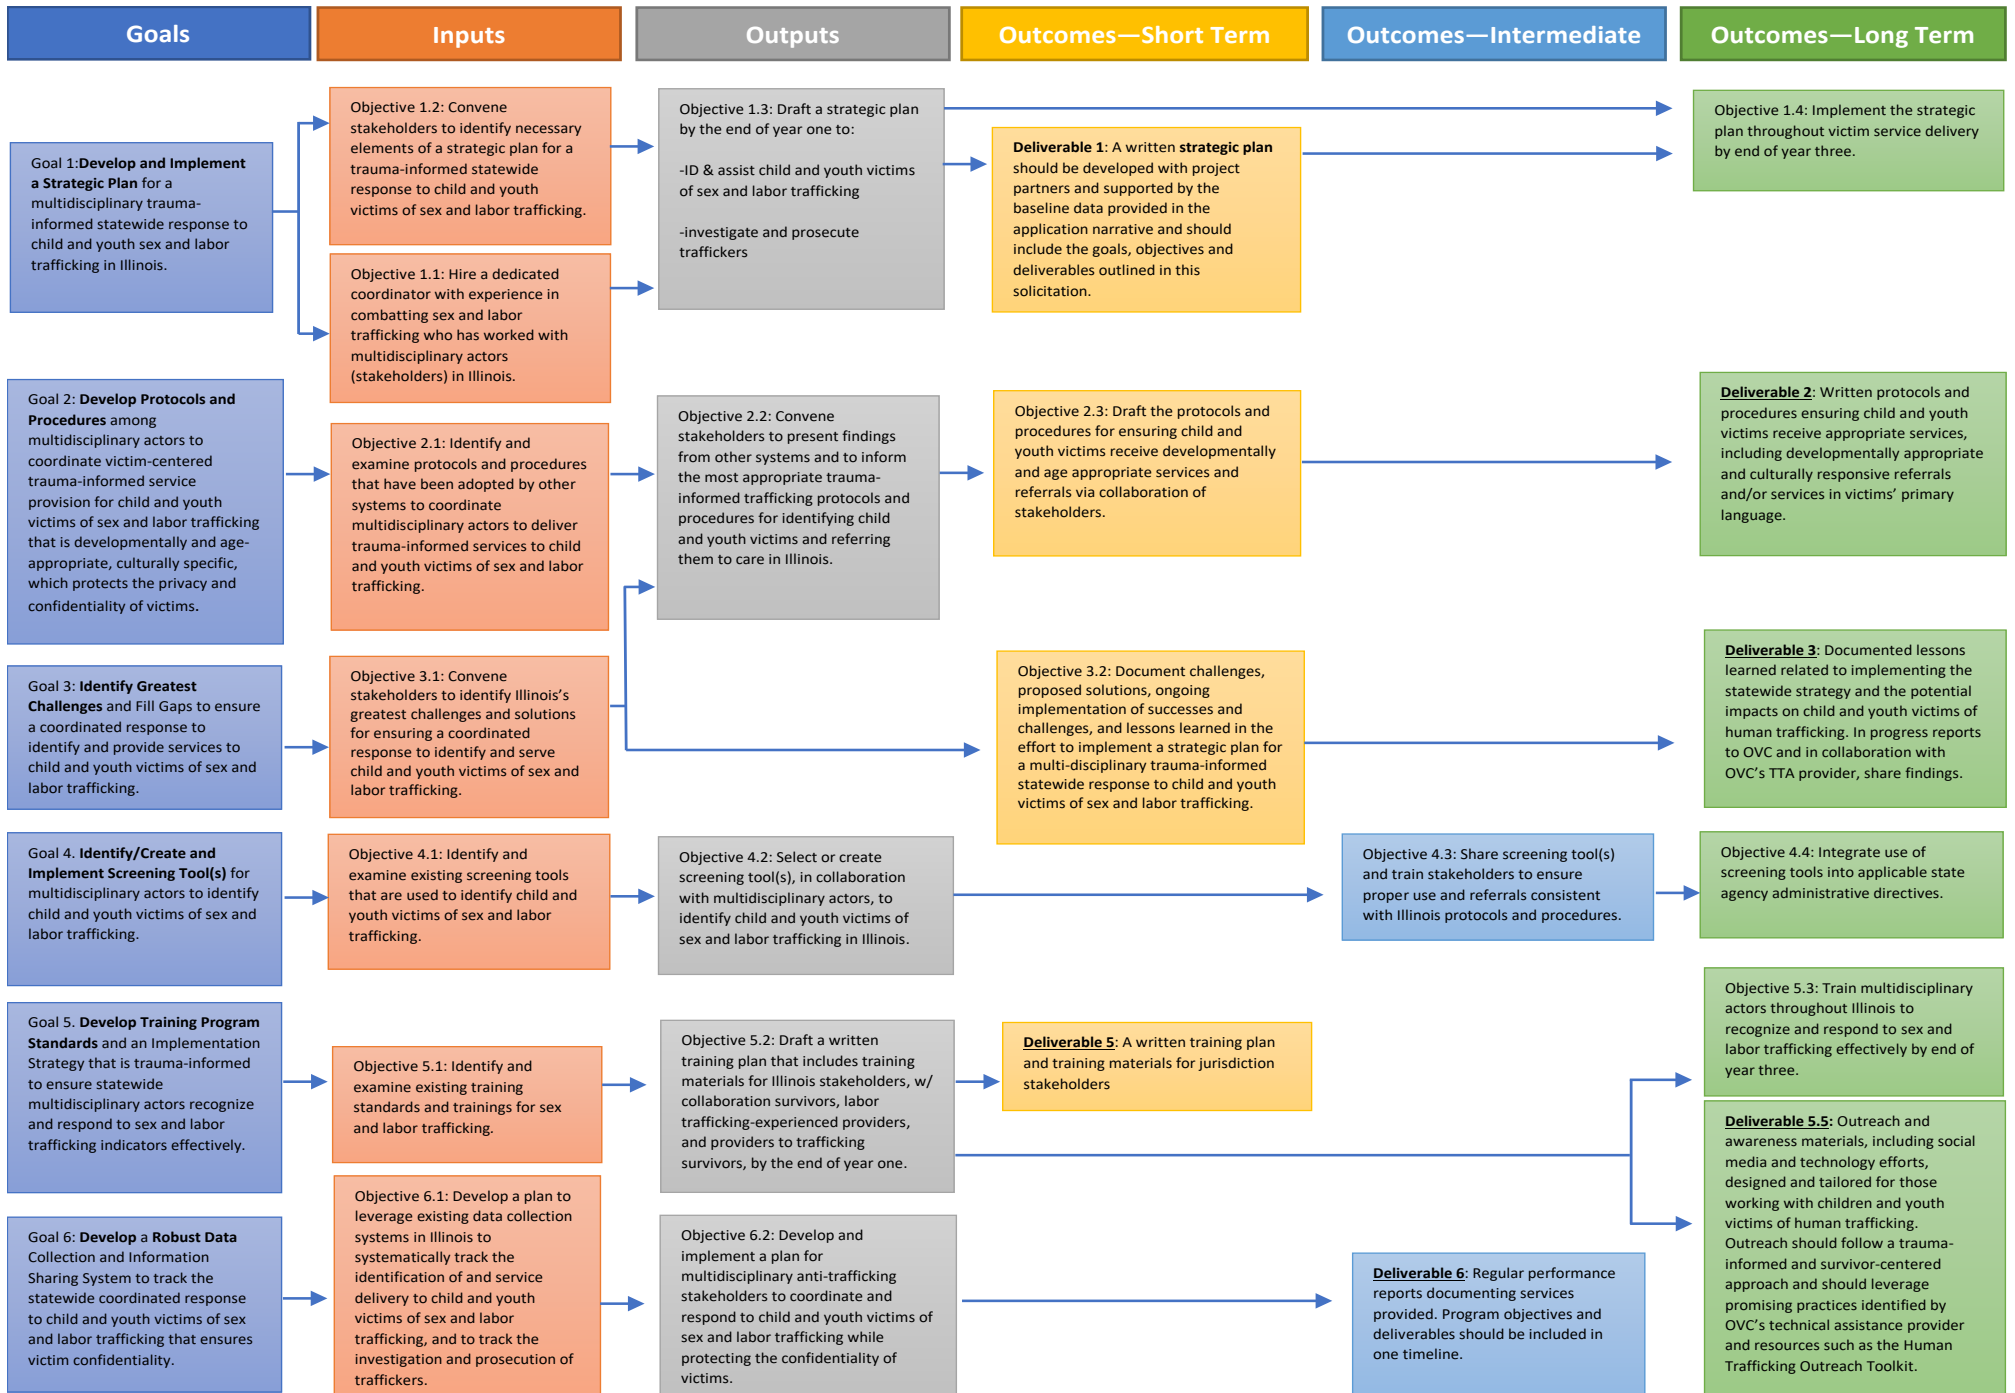 Goals
Inputs
Outputs
Outcomes—Short Term
Outcomes—Intermediate
Outcomes—Long Term
Goal 1:Develop and Implement
a Strategic Plan for a
multidisciplinary trauma-
informed statewide response to
child and youth sex and labor
trafficking in Illinois.
Objective 1.2: Convene
stakeholders to identify necessary
elements of a strategic plan for a
trauma-informed statewide
response to child and youth
victims of sex and labor trafficking.
Objective 1.1: Hire a dedicated
coordinator with experience in
combatting sex and labor
trafficking who has worked with
multidisciplinary actors
(stakeholders) in Illinois.
Objective 1.3: Draft a strategic plan
by the end of year one to:
-ID & assist child and youth victims
of sex and labor trafficking
-investigate and prosecute
traffickers
Deliverable 1: A written strategic plan
should be developed with project
partners and supported by the
baseline data provided in the
application narrative and should
include the goals, objectives and
deliverables outlined in this
solicitation.
Objective 1.4: Implement the strategic
plan throughout victim service delivery
by end of year three.
Goal 2: Develop Protocols and
Procedures among
multidisciplinary actors to
coordinate victim-centered
trauma-informed service
provision for child and youth
victims of sex and labor trafficking
that is developmentally and age-
appropriate, culturally specific,
which protects the privacy and
confidentiality of victims.
Objective 2.1: Identify and
examine protocols and procedures
that have been adopted by other
systems to coordinate
multidisciplinary actors to deliver
trauma-informed services to child
and youth victims of sex and labor
trafficking.
Objective 2.2: Convene
stakeholders to present findings
from other systems and to inform
the most appropriate trauma-
informed trafficking protocols and
procedures for identifying child
and youth victims and referring
them to care in Illinois.
Objective 2.3: Draft the protocols and
procedures for ensuring child and
youth victims receive developmentally
and age appropriate services and
referrals via collaboration of
stakeholders.
Deliverable 2: Written protocols and
procedures ensuring child and youth
victims receive appropriate services,
including developmentally appropriate
and culturally responsive referrals
and/or services in victims' primary
language.
Goal 3: Identify Greatest
Challenges and Fill Gaps to ensure
a coordinated response to
identify and provide services to
child and youth victims of sex and
labor trafficking.
Objective 3.1: Convene
stakeholders to identify Illinois's
greatest challenges and solutions
for ensuring a coordinated
response to identify and serve
child and youth victims of sex and
labor trafficking.
Objective 3.2: Document challenges,
proposed solutions, ongoing
implementation of successes and
challenges, and lessons learned in the
effort to implement a strategic plan for
a multi-disciplinary trauma-informed
statewide response to child and youth
victims of sex and labor trafficking.
Deliverable 3: Documented lessons
learned related to implementing the
statewide strategy and the potential
impacts on child and youth victims of
human trafficking. In progress reports
to OVC and in collaboration with
OVC's TTA provider, share findings.
Goal 4. Identify/Create and
Implement Screening Tool(s) for
multidisciplinary actors to identify
child and youth victims of sex and
labor trafficking.
Objective 4.1: Identify and
examine existing screening tools
that are used to identify child and
youth victims of sex and labor
trafficking.
Objective 4.2: Select or create
screening tool(s), in collaboration
with multidisciplinary actors, to
identify child and youth victims of
sex and labor trafficking in Illinois.
Objective 4.3: Share screening tool(s)
and train stakeholders to ensure
proper use and referrals consistent
with Illinois protocols and procedures.
Objective 4.4: Integrate use of
screening tools into applicable state
agency administrative directives.
Goal 5. Develop Training Program
Standards and an Implementation
Strategy that is trauma-informed
to ensure statewide
multidisciplinary actors recognize
and respond to sex and labor
trafficking indicators effectively.
Objective 5.1: Identify and
examine existing training
standards and trainings for sex
and labor trafficking.
Objective 5.2: Draft a written
training plan that includes training
materials for Illinois stakeholders, w/
collaboration survivors, labor
trafficking-experienced providers,
and providers to trafficking
survivors, by the end of year one.
Deliverable 5: A written training plan
and training materials for jurisdiction
stakeholders
Objective 5.3: Train multidisciplinary
actors throughout Illinois to
recognize and respond to sex and
labor trafficking effectively by end of
year three.
Deliverable 5.5: Outreach and
awareness materials, including social
media and technology efforts,
designed and tailored for those
working with children and youth
victims of human trafficking.
Outreach should follow a trauma-
informed and survivor-centered
approach and should leverage
promising practices identified by
OVC's technical assistance provider
and resources such as the Human
Trafficking Outreach Toolkit.
Goal 6: Develop a Robust Data
Collection and Information
Sharing System to track the
statewide coordinated response
to child and youth victims of sex
and labor trafficking that ensures
victim confidentiality.
Objective 6.1: Develop a plan to
leverage existing data collection
systems in Illinois to
systematically track the
identification of and service
delivery to child and youth
victims of sex and labor
trafficking, and to track the
investigation and prosecution of
traffickers.
Objective 6.2: Develop and
implement a plan for
multidisciplinary anti-trafficking
stakeholders to coordinate and
respond to child and youth victims of
sex and labor trafficking while
protecting the confidentiality of
victims.
Deliverable 6: Regular performance
reports documenting services
provided. Program objectives and
deliverables should be included in
one timeline.